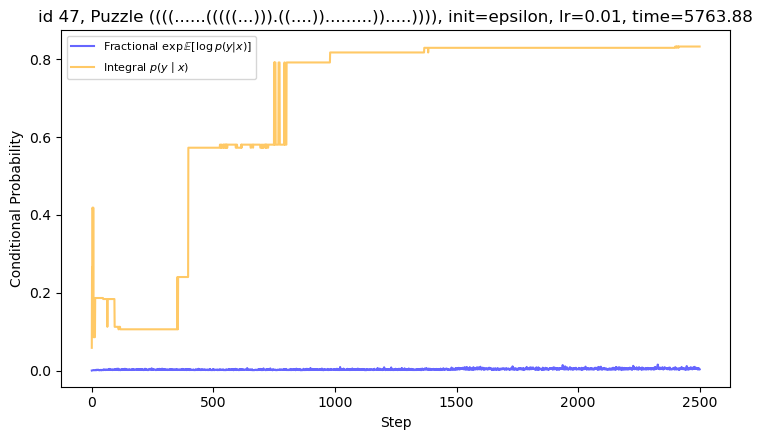 id 47, Puzzle ((((......(((((...))).((....)).........)).....)))), init=epsilon, lr=0.01, time=5763.88
Fractional exp𝔼[log p(y|x)]
Integral p(y | x)
Conditional Probability
0.8
0.6
0.4
0.2
0.0
0 500 1000 1500 2000 2500
Step